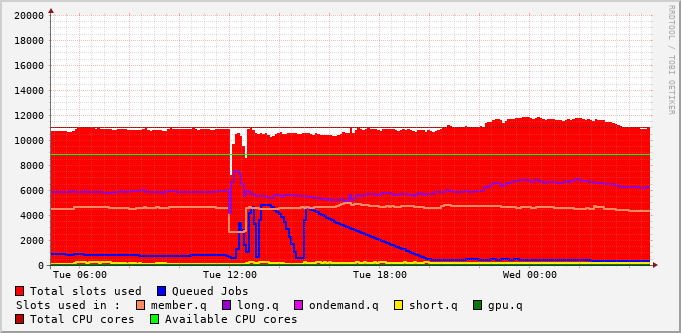 20000
18000
16000
14000
12000
10000
8000
6000
4000
2000
0
Tue 06:00 Tue 12:00 Tue 18:00 Wed 00:00
RRDTOOL / TOBI OETIKER
Total slots used Queued Jobs
Slots used in : member.q long.q ondemand.q short.q gpu.q
Total CPU cores Available CPU cores